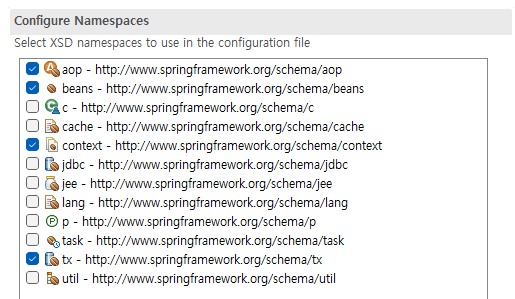 Configure Namespaces
Select XSD namespaces to use in the configuration file
aop - http://www.springframework.org/schema/aop
beans - http://www.springframework.org/schema/beans
c - http://www.springframework.org/schema/c
cache - http://www.springframework.org/schema/cache
context - http://www.springframework.org/schema/context
jdbc - http://www.springframework.org/schema/jdbc
jee - http://www.springframework.org/schema/jee
lang - http://www.springframework.org/schema/lang
p - http://www.springframework.org/schema/p
task - http://www.springframework.org/schema/task
tx - http://www.springframework.org/schema/tx
util - http://www.springframework.org/schema/util